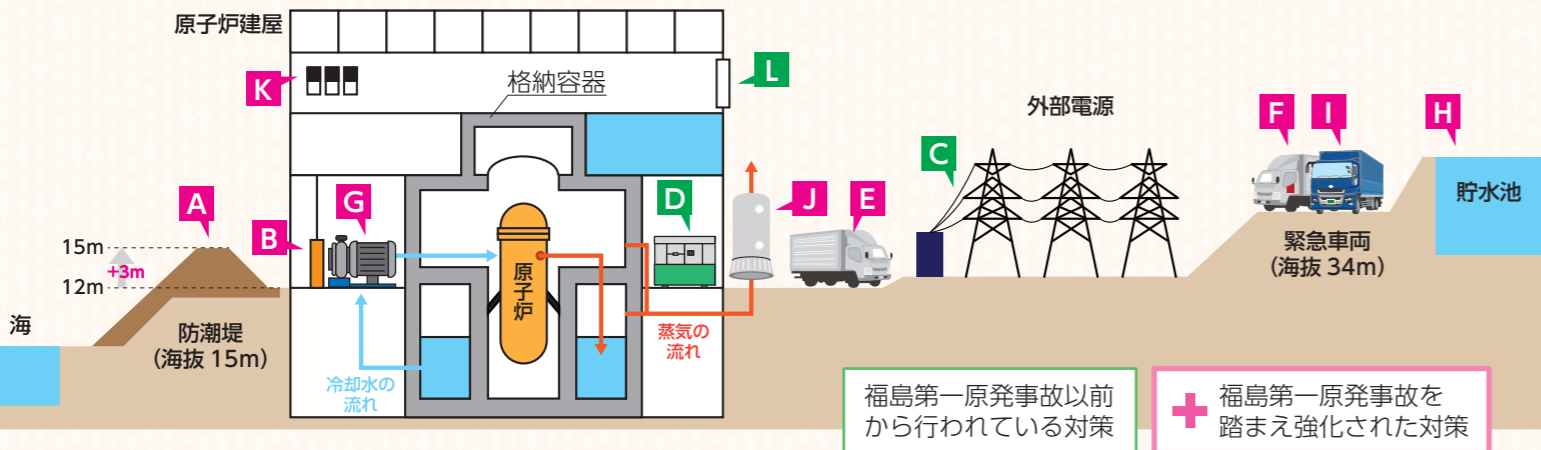 原子炉建屋
K
格納容器
L
外部電源
F
I
H
C
貯水池
A
G
D
J
E
B
15m
+3m
12m
原子炉
緊急車両
(海抜 34m)
海
防潮堤
(海抜 15m)
蒸気の
流れ
冷却水の
流れ
福島第一原発事故以前
から行われている対策
+
福島第一原発事故を
踏まえ強化された対策